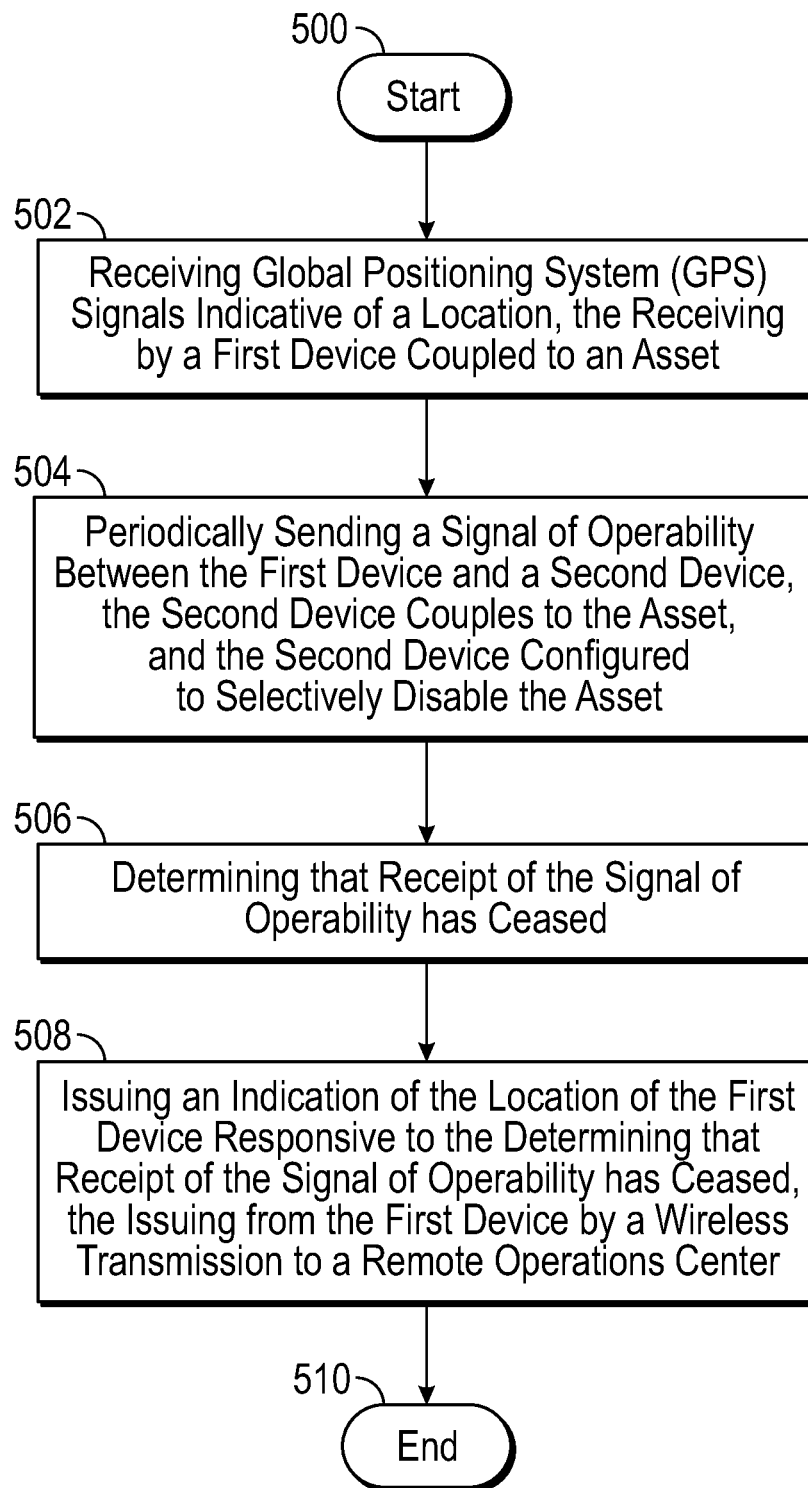 500
Start
502
Receiving Global Positioning System (GPS)
Signals Indicative of a Location, the Receiving
by a First Device Coupled to an Asset
504
Periodically Sending a Signal of Operability
Between the First Device and a Second Device,
the Second Device Couples to the Asset,
and the Second Device Configured
to Selectively Disable the Asset
506
Determining that Receipt of the Signal of
Operability has Ceased
508
Issuing an Indication of the Location of the First
Device Responsive to the Determining that
Receipt of the Signal of Operability has Ceased,
the Issuing from the First Device by a Wireless
Transmission to a Remote Operations Center
510
End